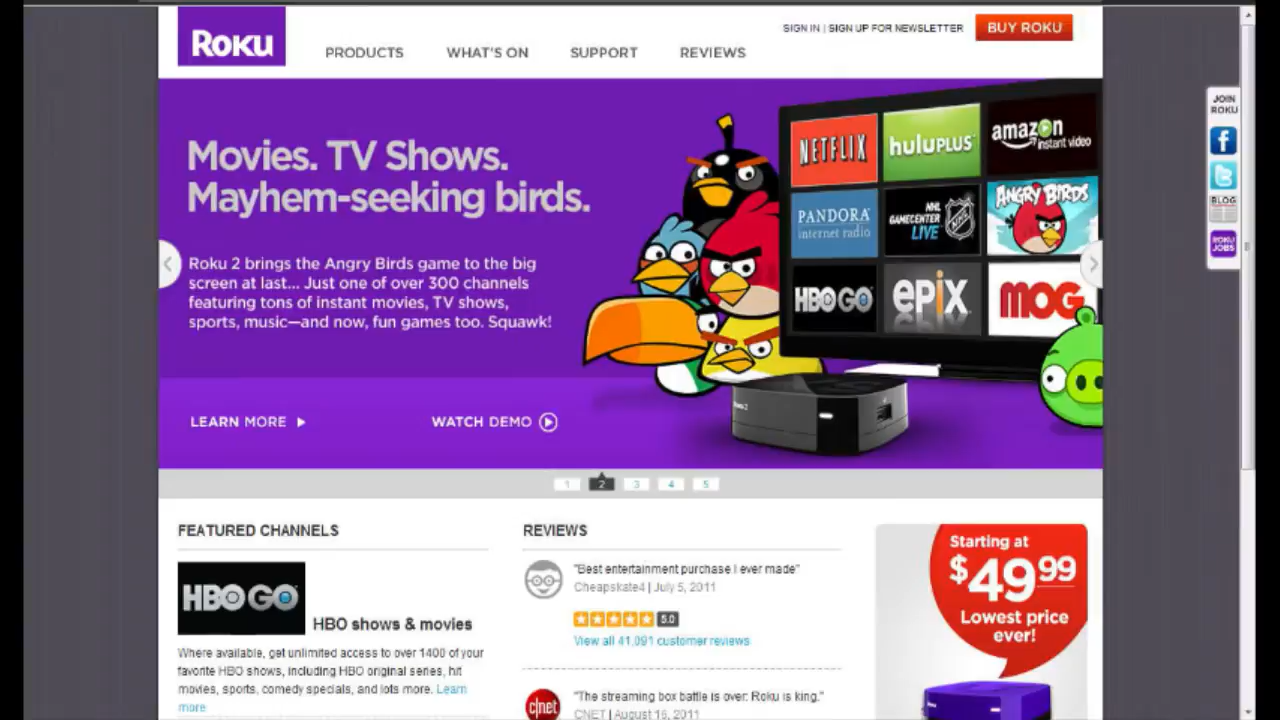 SIGN IN | SIGN UP FOR NEWSLETTER
BUY ROKU
ROKU
PRODUCTS
WHAT'S ON
SUPPORT
REVIEWS
JOIN
ROKU
BLOG
ROKU
JOBS
Movies. TV Shows.
Mayhem-seeking birds.
Roku 2 brings the Angry Birds game to the big
screen at last... Just one of over 300 channels
featuring tons of instant movies, TV shows,
sports, music—and now, fun games too. Squawk!
LEARN MORE
WATCH DEMO
NETFLIX
huluPLUS
amazon
instant video
PANDORA
internet radio
NHL
GAMECENTER
LIVE
ANGRY BIRDS
HBO GO
epix
MOG
1
2
3
4
5
FEATURED CHANNELS
HBO GO
HBO shows & movies
Where available, get unlimited access to over 1400 of your
favorite HBO shows, including HBO original series, hit
movies, sports, comedy specials, and lots more. Learn
more
REVIEWS
"Best entertainment purchase I ever made"
Cheapskate4 | July 5, 2011
5.0
View all 41,091 customer reviews
cnet
"The streaming box battle is over: Roku is king."
CNET | August 16, 2011
Starting at
$49.99
Lowest price
ever!